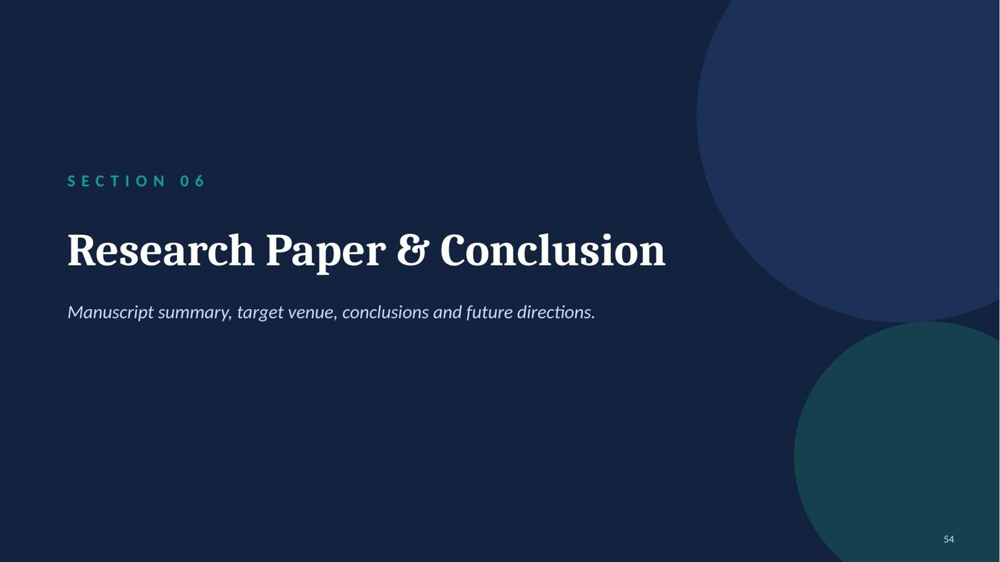 SECTION 06
Research Paper & Conclusion
Manuscript summary, target venue, conclusions and future directions.
54